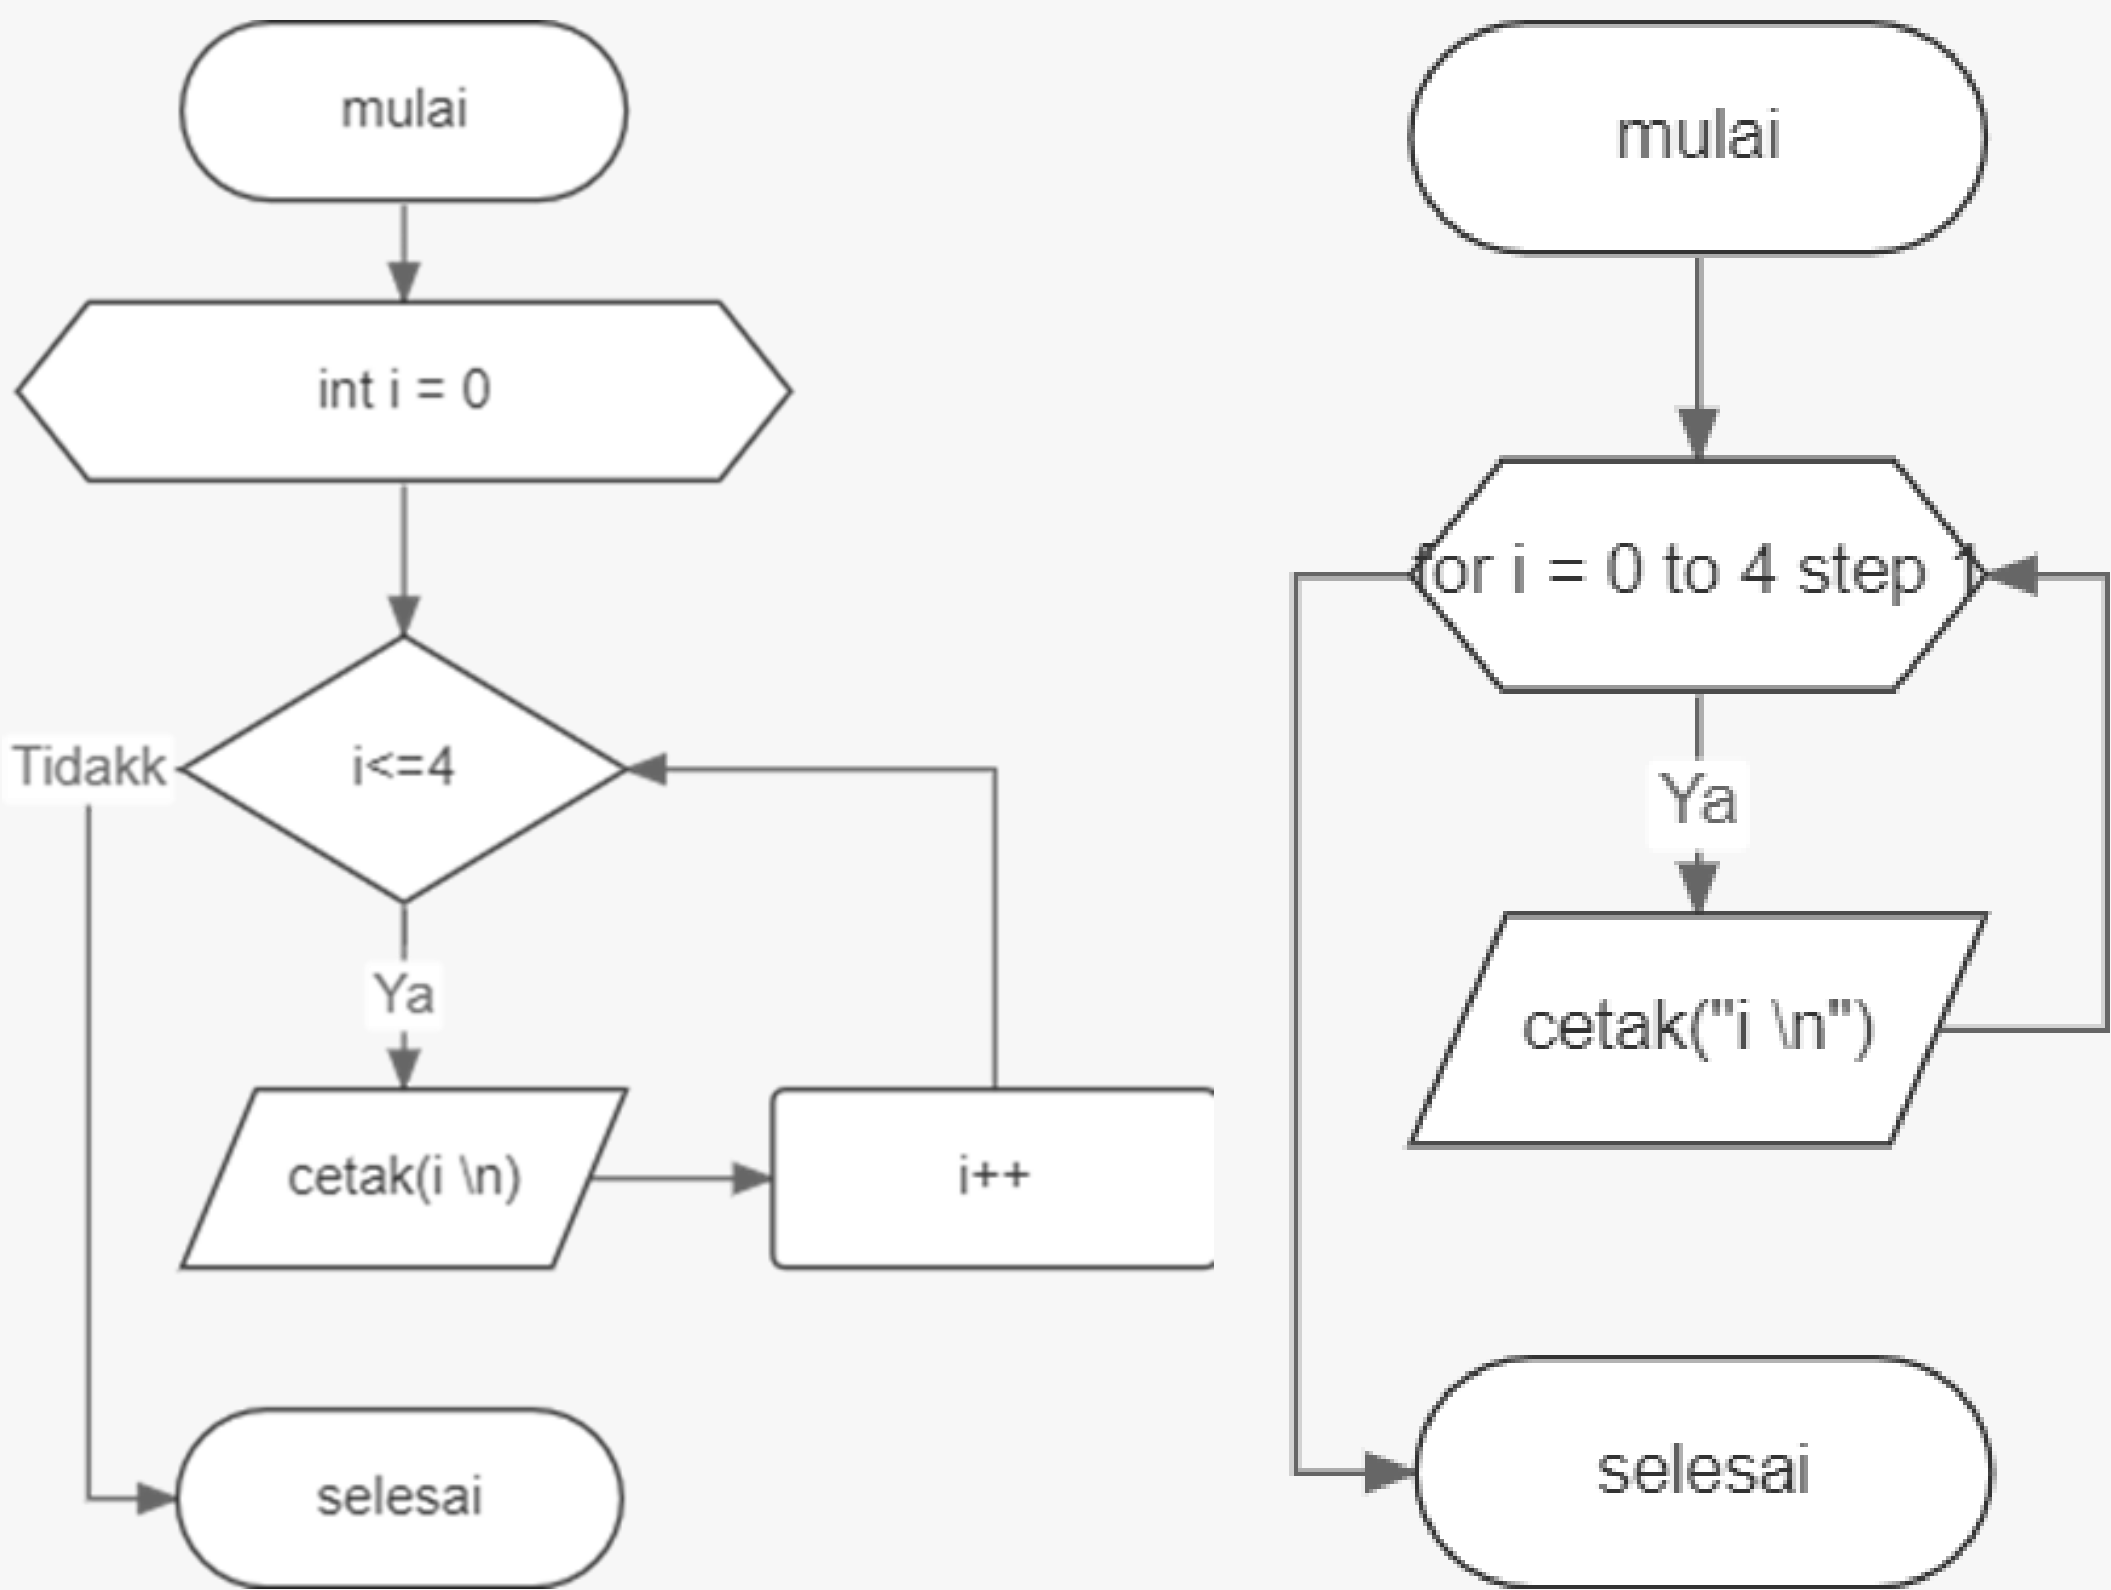 mulai
int i = 0
i<=4
Tidakk
Ya
cetak(i \n)
i++
selesai
mulai
for i = 0 to 4 step 1
Ya
cetak("i \n")
selesai